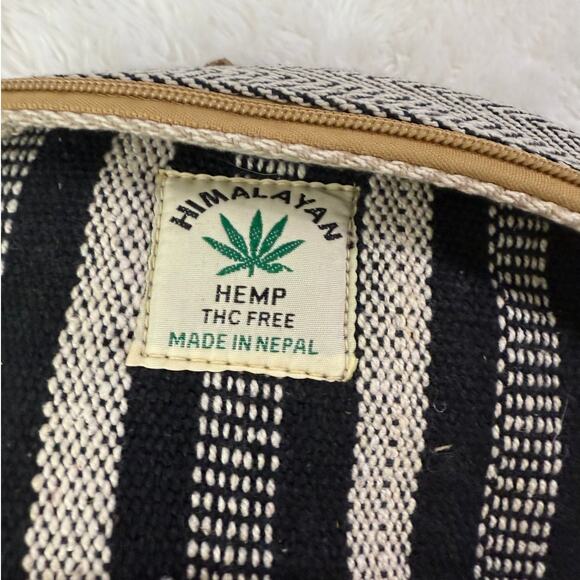 HIMALAYAN
HEMP
THC FREE
MADE IN NEPAL